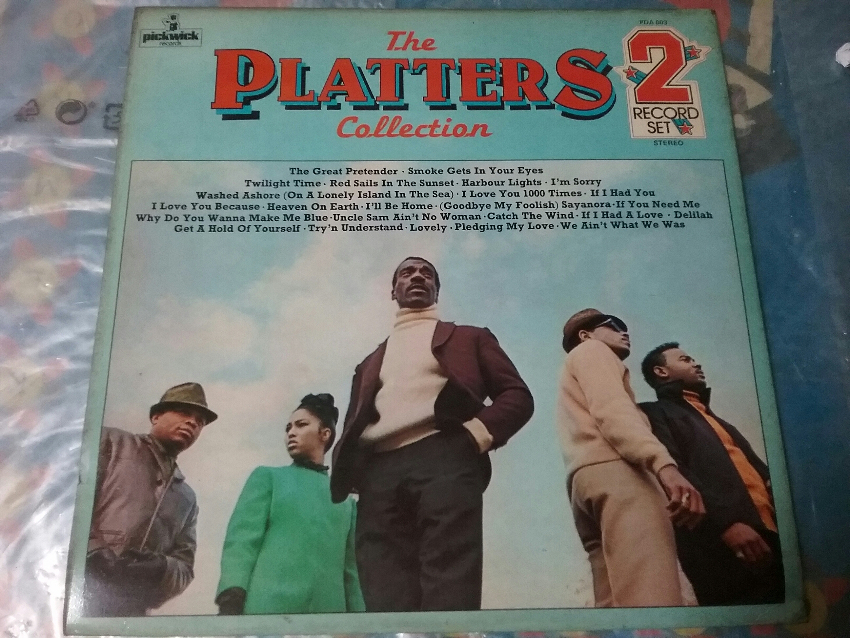 pickwick
records
The
PLATTERS
Collection
PDA 003
2
RECORD
SET
STEREO
The Great Pretender · Smoke Gets In Your Eyes
Twilight Time · Red Sails In The Sunset · Harbour Lights · I'm Sorry
Washed Ashore (On A Lonely Island In The Sea) · I Love You 1000 Times · If I Had You
I Love You Because · Heaven On Earth · I'll Be Home · (Goodbye My Foolish) Sayanora · If You Need Me
Why Do You Wanna Make Me Blue · Uncle Sam Ain't No Woman · Catch The Wind · If I Had A Love · Delilah
Get A Hold Of Yourself · Try'n Understand · Lovely · Pledging My Love · We Ain't What We Was